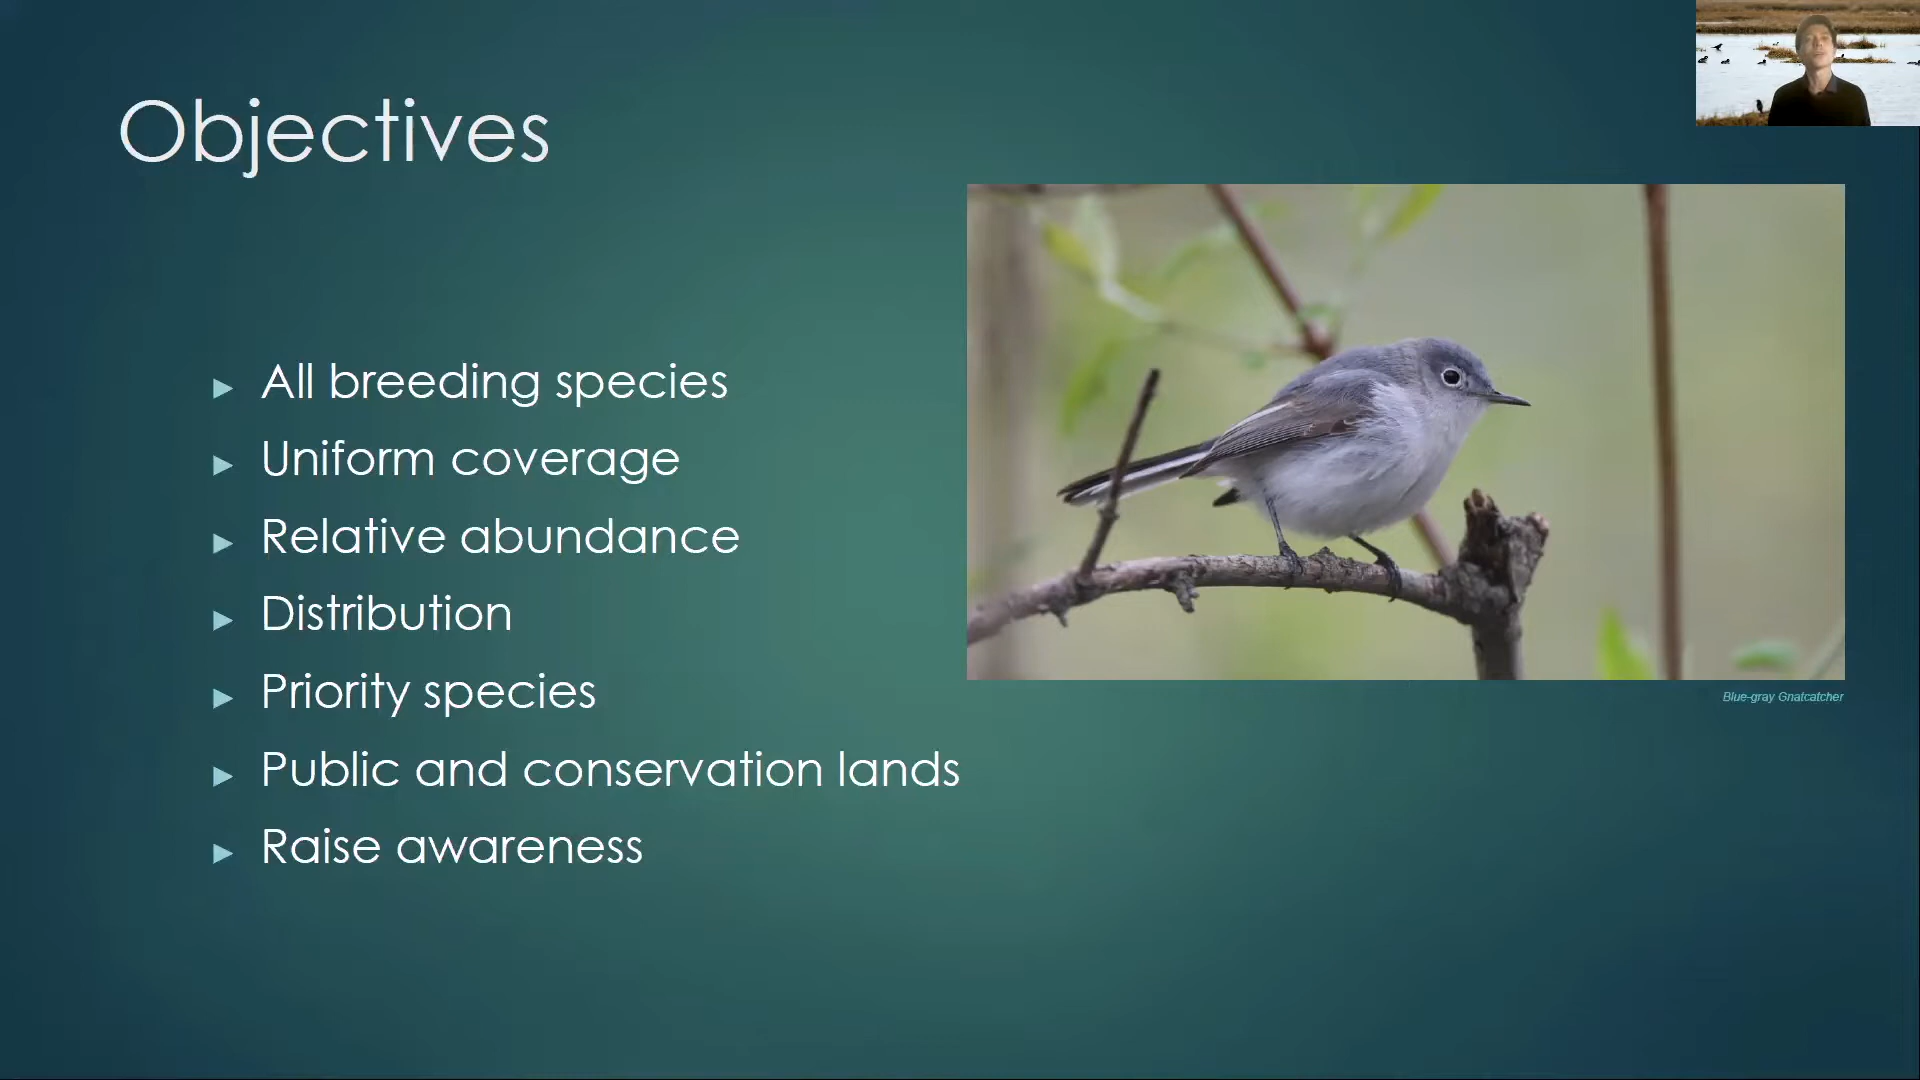 Objectives
All breeding species
Uniform coverage
Relative abundance
Distribution
Priority species
Public and conservation lands
Raise awareness
Blue-gray Gnatcatcher